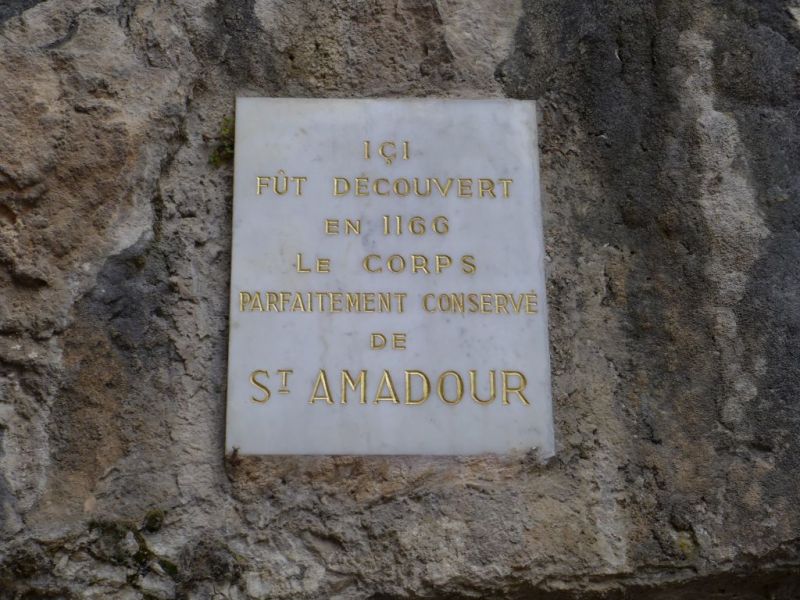 IÇI
FÛT DÉCOUVERT
EN 1166
LE CORPS
PARFAITEMENT CONSERVÉ
DE
ST AMADOUR